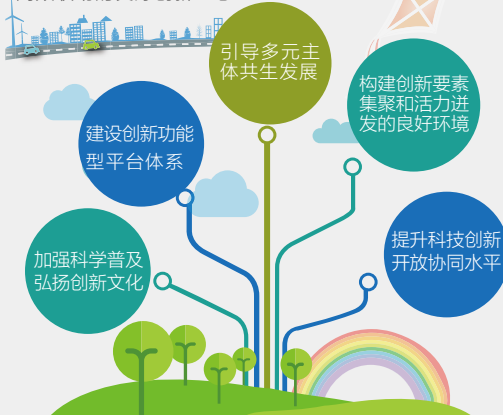 引导多元主
体共生发展
构建创新要素
集聚和活力迸
发的良好环境
建设创新功能
型平台体系
提升科技创新
开放协同水平
加强科学普及
弘扬创新文化